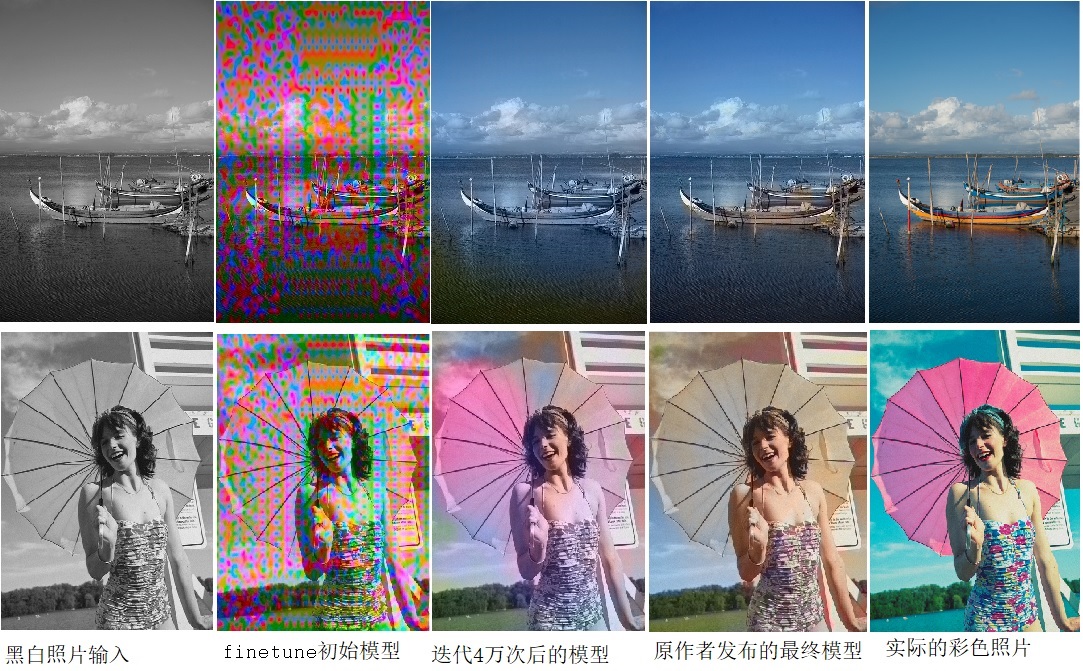 黑白照片输入
finetune初始模型
迭代4万次后的模型
原作者发布的最终模型
实际的彩色照片